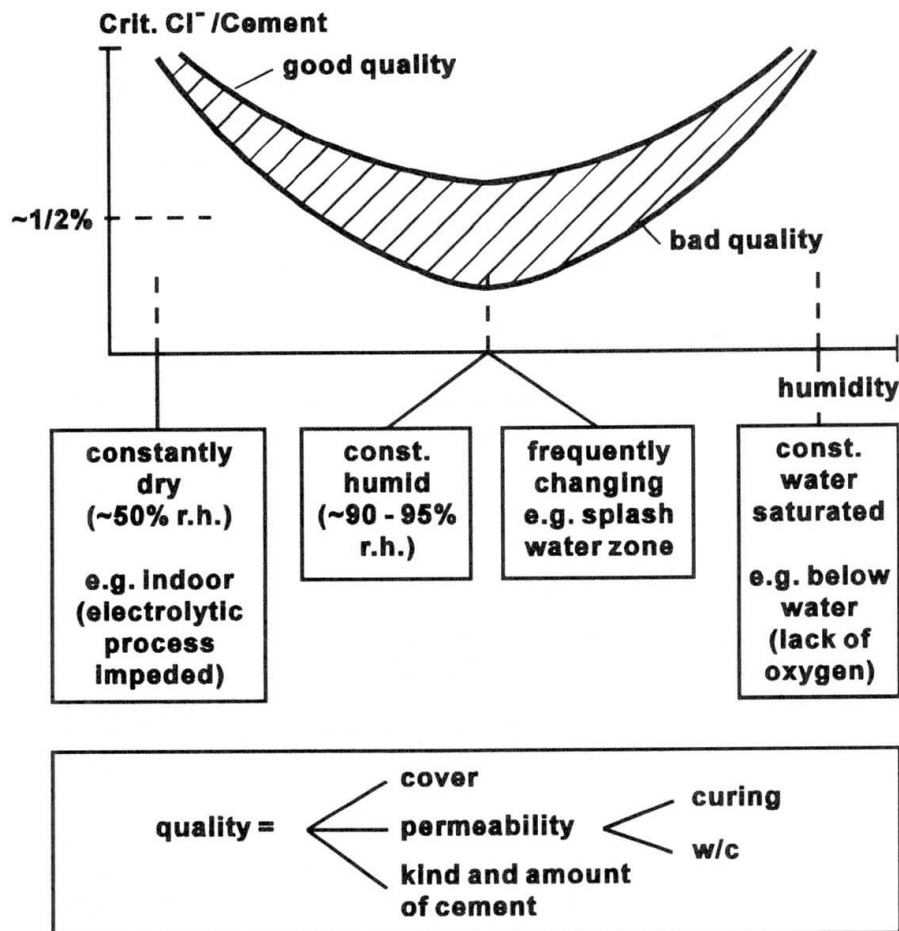 Crit. Cl⁻/Cement
good quality
~1/2%
bad quality
humidity
constantly
dry
(~50% r.h.)
e.g. indoor
(electrolytic
process
impeded)
const.
humid
(~90 - 95%
r.h.)
frequently
changing
e.g. splash
water zone
const.
water
saturated
e.g. below
water
(lack of
oxygen)
quality =
cover
permeability
kind and amount
of cement
curing
w/c